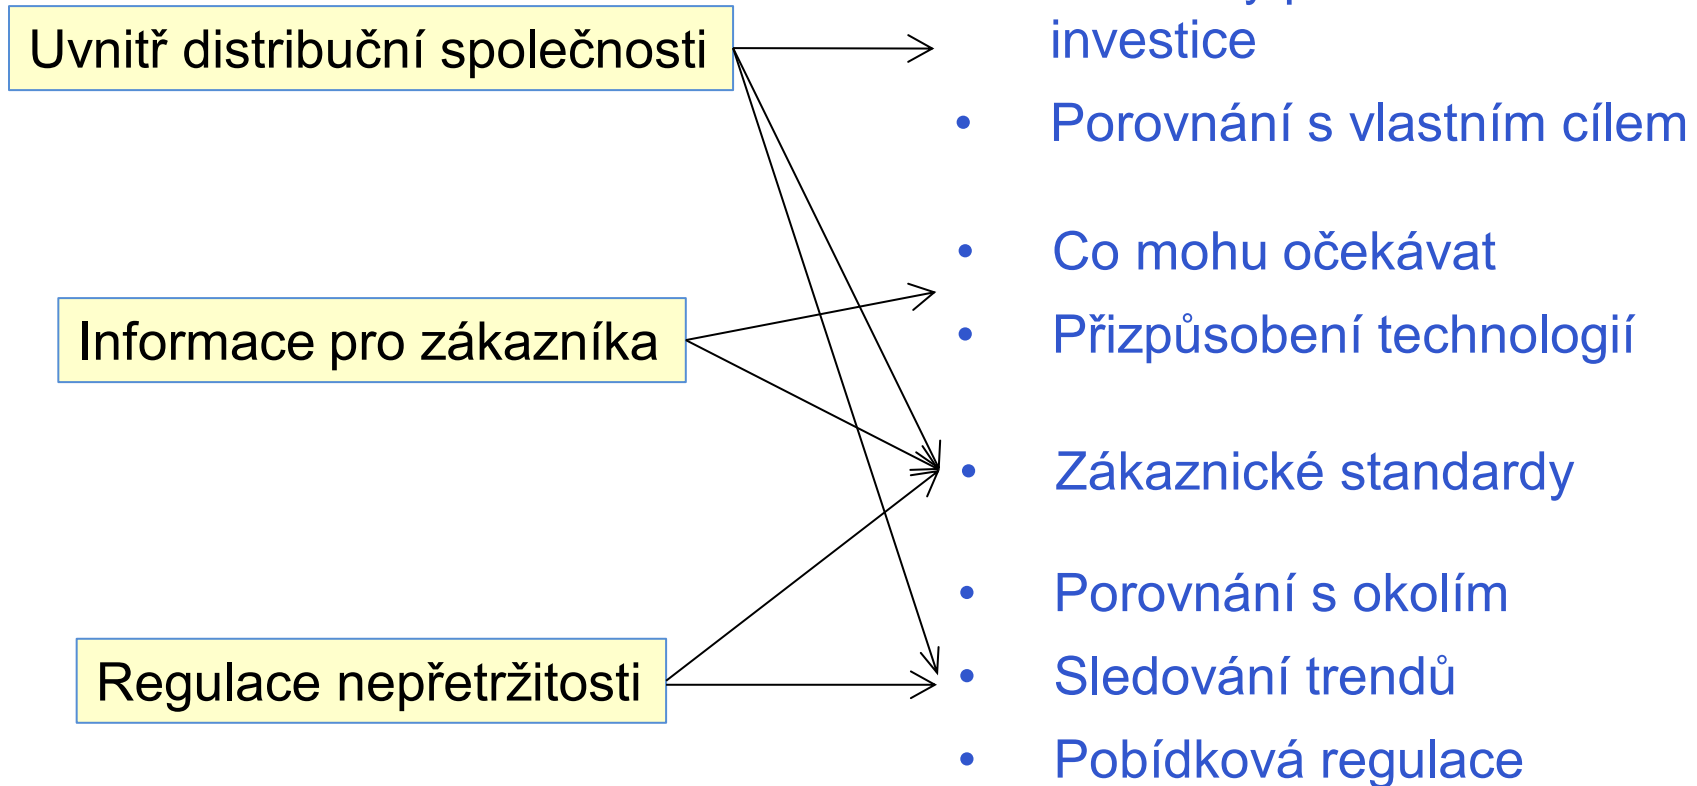 Uvnitř distribuční společnosti
investice
• Porovnání s vlastním cílem
• Co mohu očekávat
Informace pro zákazníka
• Přizpůsobení technologií
• Zákaznické standardy
• Porovnání s okolím
Regulace nepřetržitosti
• Sledování trendů
• Pobídková regulace